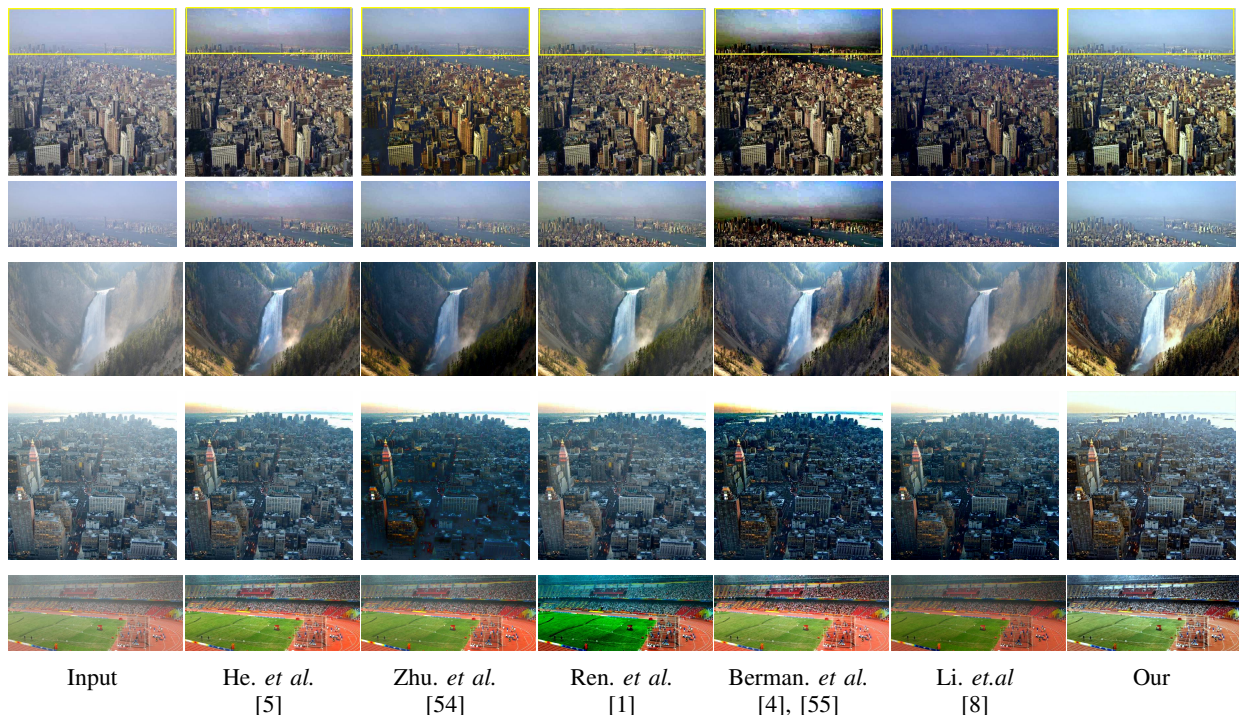 Input
He. et al.
[5]
Zhu. et al.
[54]
Ren. et al.
[1]
Berman. et al.
[4], [55]
Li. et.al
[8]
Our